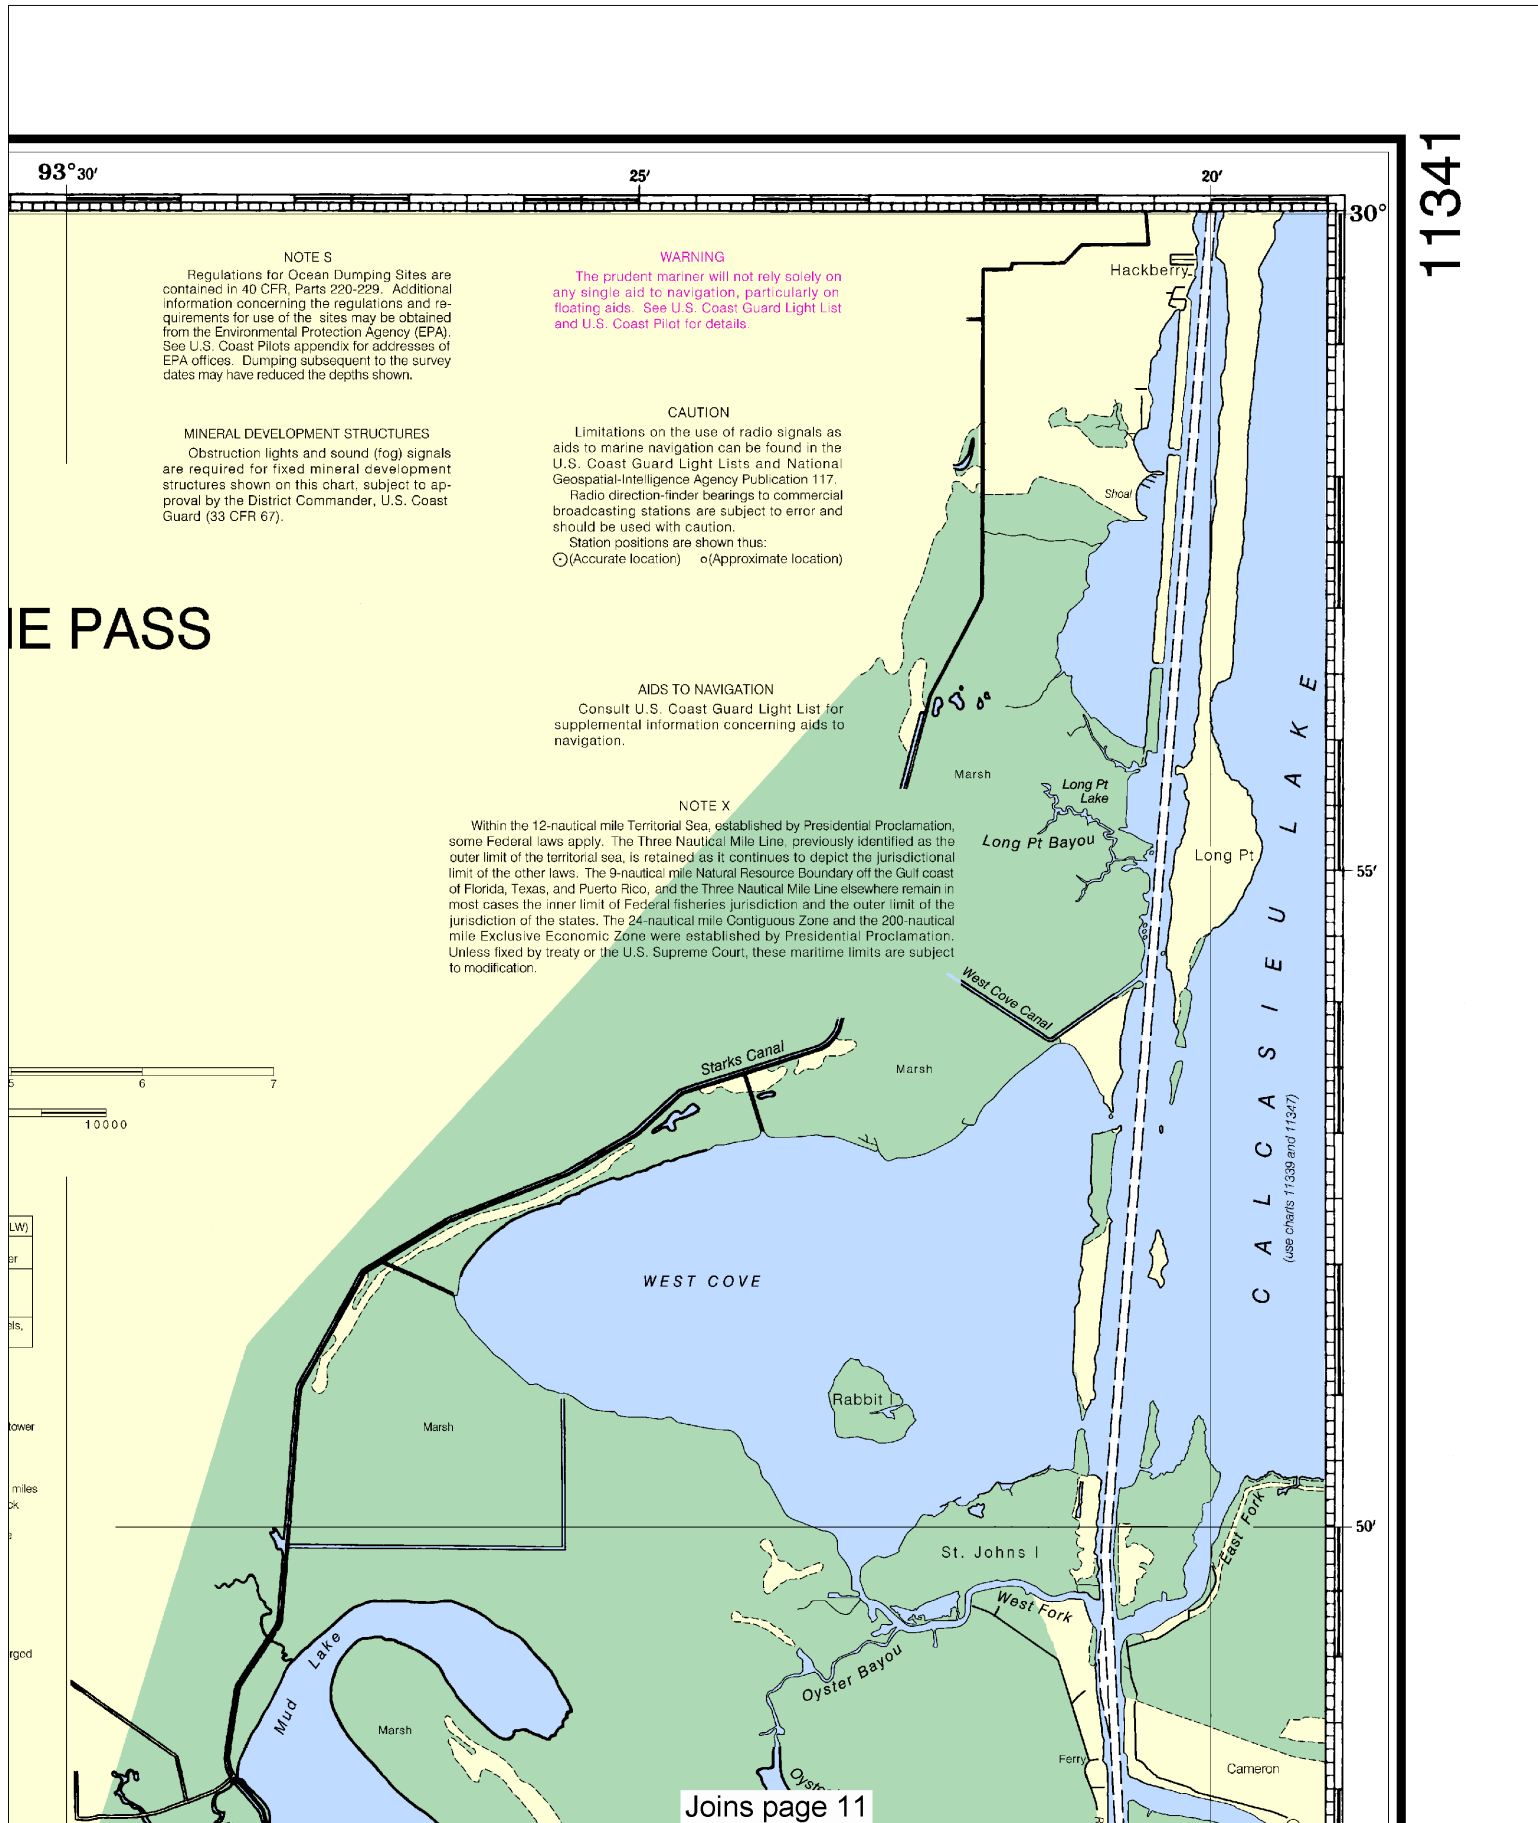 11341
93° 30′
25′
20′
30°
NOTE S
Regulations for Ocean Dumping Sites are
contained in 40 CFR, Parts 220-229. Additional
information concerning the regulations and re-
quirements for use of the sites may be obtained
from the Environmental Protection Agency (EPA).
See U.S. Coast Pilots appendix for addresses of
EPA offices. Dumping subsequent to the survey
dates may have reduced the depths shown.
WARNING
The prudent mariner will not rely solely on
any single aid to navigation, particularly on
floating aids. See U.S. Coast Guard Light List
and U.S. Coast Pilot for details.
Hackberry
MINERAL DEVELOPMENT STRUCTURES
Obstruction lights and sound (fog) signals
are required for fixed mineral development
structures shown on this chart, subject to ap-
proval by the District Commander, U.S. Coast
Guard (33 CFR 67).
CAUTION
Limitations on the use of radio signals as
aids to marine navigation can be found in the
U.S. Coast Guard Light Lists and National
Geospatial-Intelligence Agency Publication 117.
Radio direction-finder bearings to commercial
broadcasting stations are subject to error and
should be used with caution.
Station positions are shown thus:
(Accurate location) o(Approximate location)
Shoal
IE PASS
AIDS TO NAVIGATION
Consult U.S. Coast Guard Light List for
supplemental information concerning aids to
navigation.
Marsh
Long Pt
Lake
Long Pt Bayou
Long Pt
55′
NOTE X
Within the 12-nautical mile Territorial Sea, established by Presidential Proclamation,
some Federal laws apply. The Three Nautical Mile Line, previously identified as the
outer limit of the territorial sea, is retained as it continues to depict the jurisdictional
limit of the other laws. The 9-nautical mile Natural Resource Boundary off the Gulf coast
of Florida, Texas, and Puerto Rico, and the Three Nautical Mile Line elsewhere remain in
most cases the inner limit of Federal fisheries jurisdiction and the outer limit of the
jurisdiction of the states. The 24-nautical mile Contiguous Zone and the 200-nautical
mile Exclusive Economic Zone were established by Presidential Proclamation.
Unless fixed by treaty or the U.S. Supreme Court, these maritime limits are subject
to modification.
CALCASIEU LAKE
(use charts 11339 and 11347)
West Cove Canal
Starks Canal
Marsh
5
6
7
10000
LW)
er
els,
WEST COVE
Rabbit I
Marsh
tower
miles
50′
St. Johns I
East Fork
West Fork
Oyster Bayou
Mud Lake
Marsh
Ferry
Cameron
Joins page 11